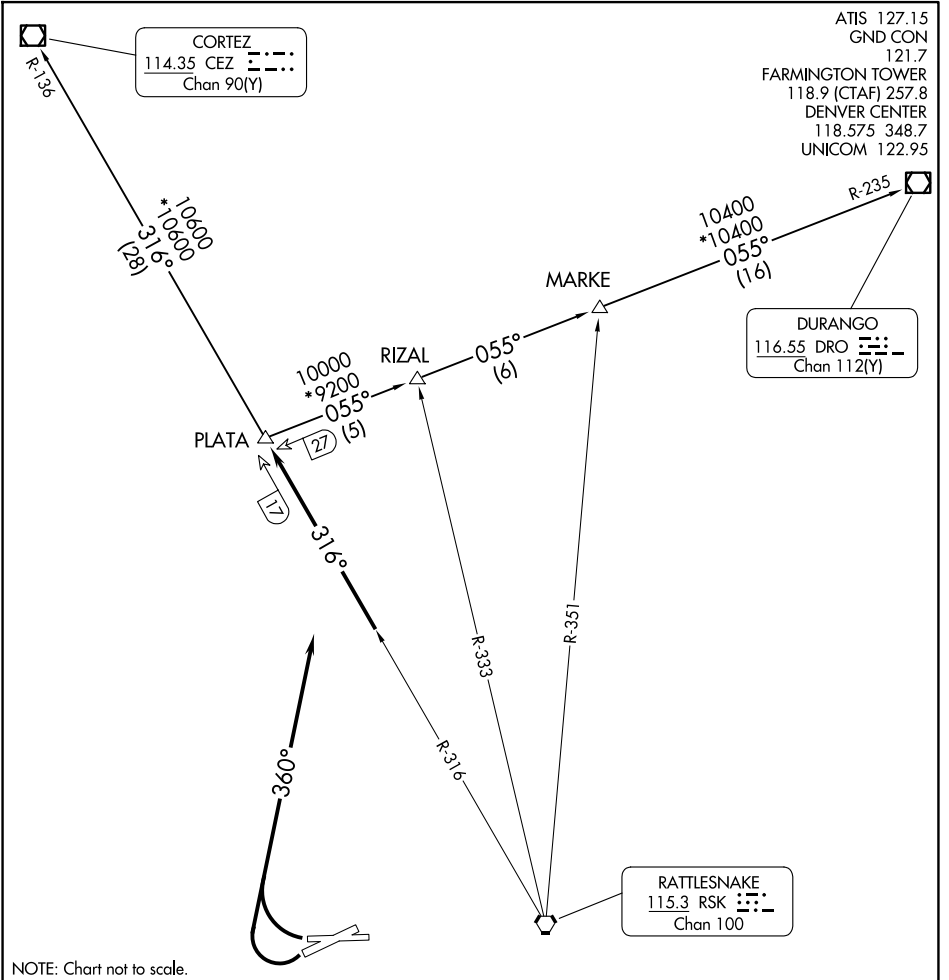 ATIS 127.15
GND CON
121.7
FARMINGTON TOWER
118.9 (CTAF) 257.8
DENVER CENTER
118.575 348.7
UNICOM 122.95
CORTEZ
114.35 CEZ
Chan 90(Y)
R-136
10600
*10600
316°
(28)
R-235
10400
*10400
055°
(16)
MARKE
DURANGO
116.55 DRO
Chan 112(Y)
RIZAL
055°
(6)
10000
*9200
055°
(5)
PLATA
27
17
316°
R-351
R-333
R-316
360°
RATTLESNAKE
115.3 RSK
Chan 100
NOTE: Chart not to scale.